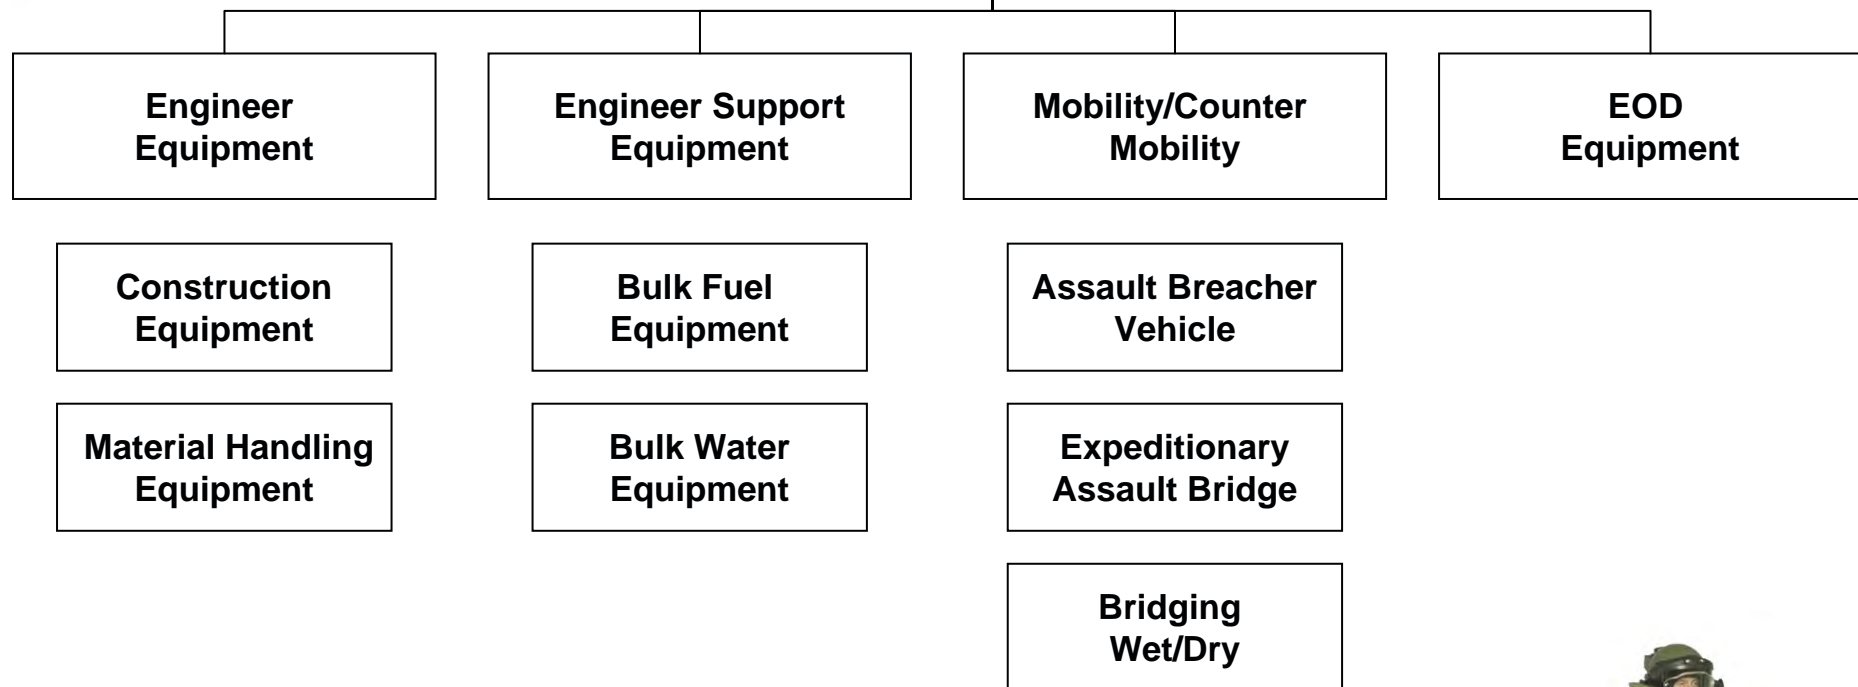 Engineer
Equipment
Engineer Support
Equipment
Mobility/Counter
Mobility
EOD
Equipment
Construction
Equipment
Bulk Fuel
Equipment
Assault Breacher
Vehicle
Material Handling
Equipment
Bulk Water
Equipment
Expeditionary
Assault Bridge
Bridging
Wet/Dry